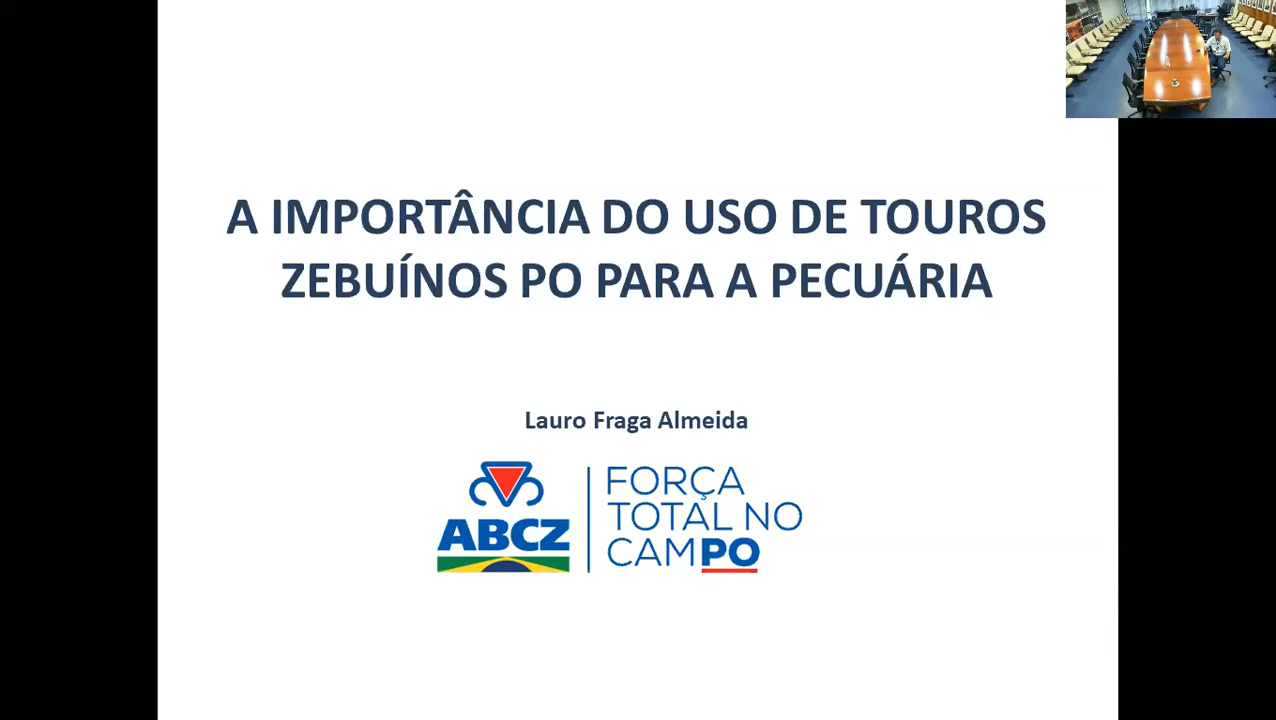 A IMPORTÂNCIA DO USO DE TOUROS
ZEBUÍNOS PO PARA A PECUÁRIA
Lauro Fraga Almeida
ABCZ
FORÇA
TOTAL NO
CAMPO